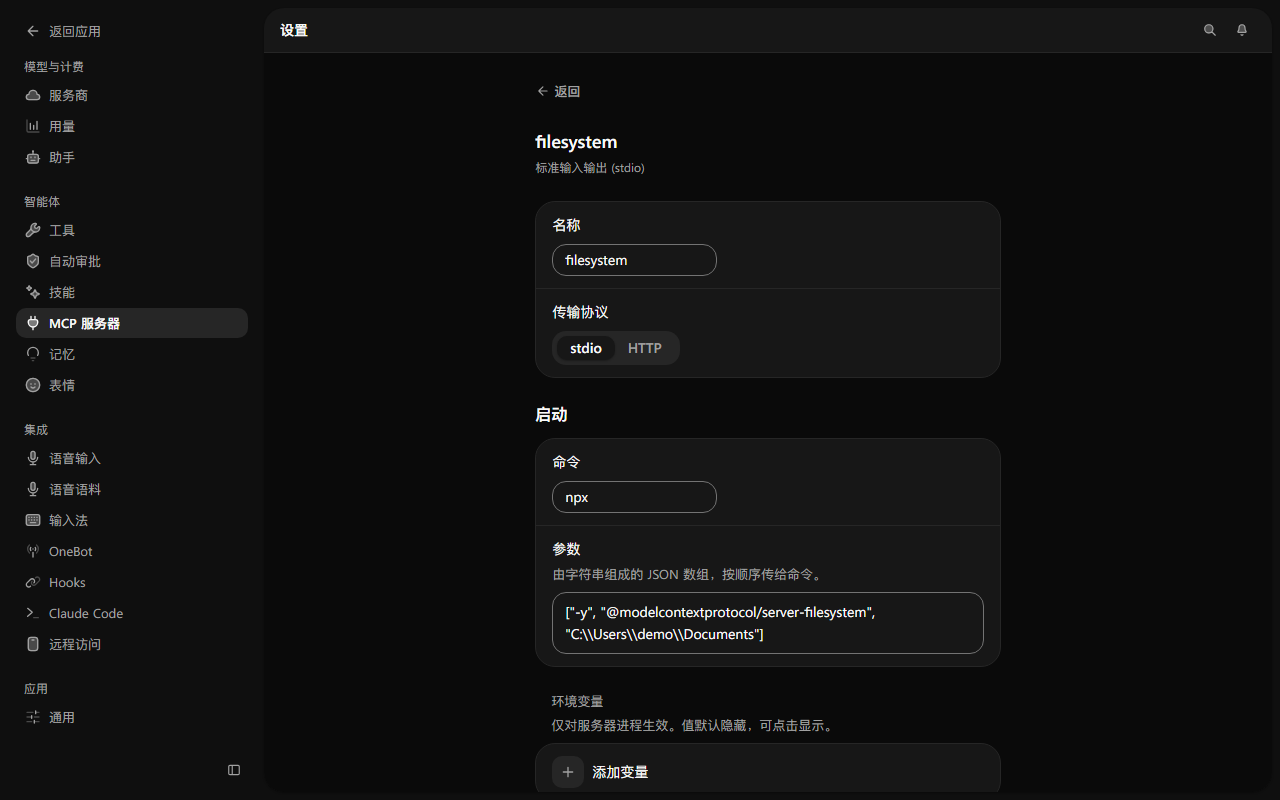 返回应用
模型与计费
服务商
用量
助手
智能体
工具
自动审批
技能
MCP 服务器
记忆
表情
集成
语音输入
语音语料
输入法
OneBot
Hooks
Claude Code
远程访问
应用
通用
设置
返回
filesystem
标准输入输出 (stdio)
名称
filesystem
传输协议
stdio HTTP
启动
命令
npx
参数
由字符串组成的 JSON 数组，按顺序传给命令。
["-y", "@modelcontextprotocol/server-filesystem",
"C:\\Users\\demo\\Documents"]
环境变量
仅对服务器进程生效。值默认隐藏，可点击显示。
添加变量